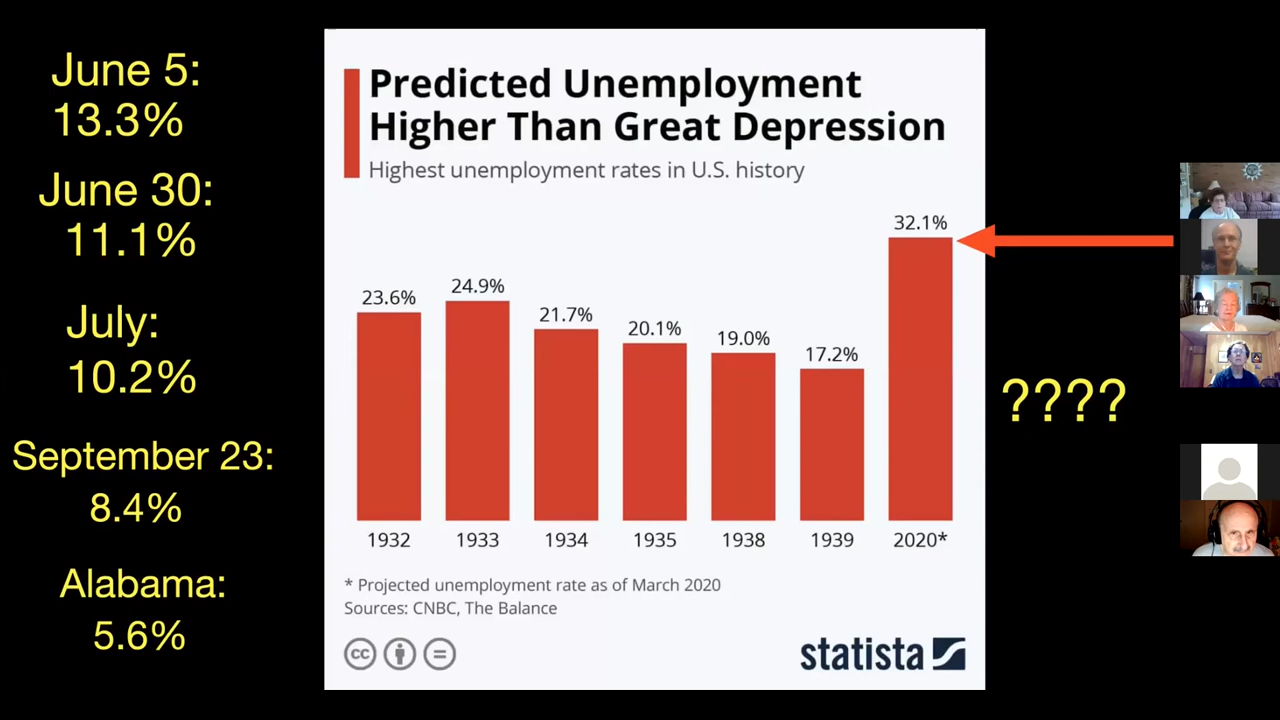 June 5:
13.3%
June 30:
11.1%
July:
10.2%
September 23:
8.4%
Alabama:
5.6%
Predicted Unemployment
Higher Than Great Depression
Highest unemployment rates in U.S. history
23.6%
24.9%
21.7%
20.1%
19.0%
17.2%
32.1%
1932
1933
1934
1935
1938
1939
2020*
* Projected unemployment rate as of March 2020
Sources: CNBC, The Balance
cc
=
statista
????